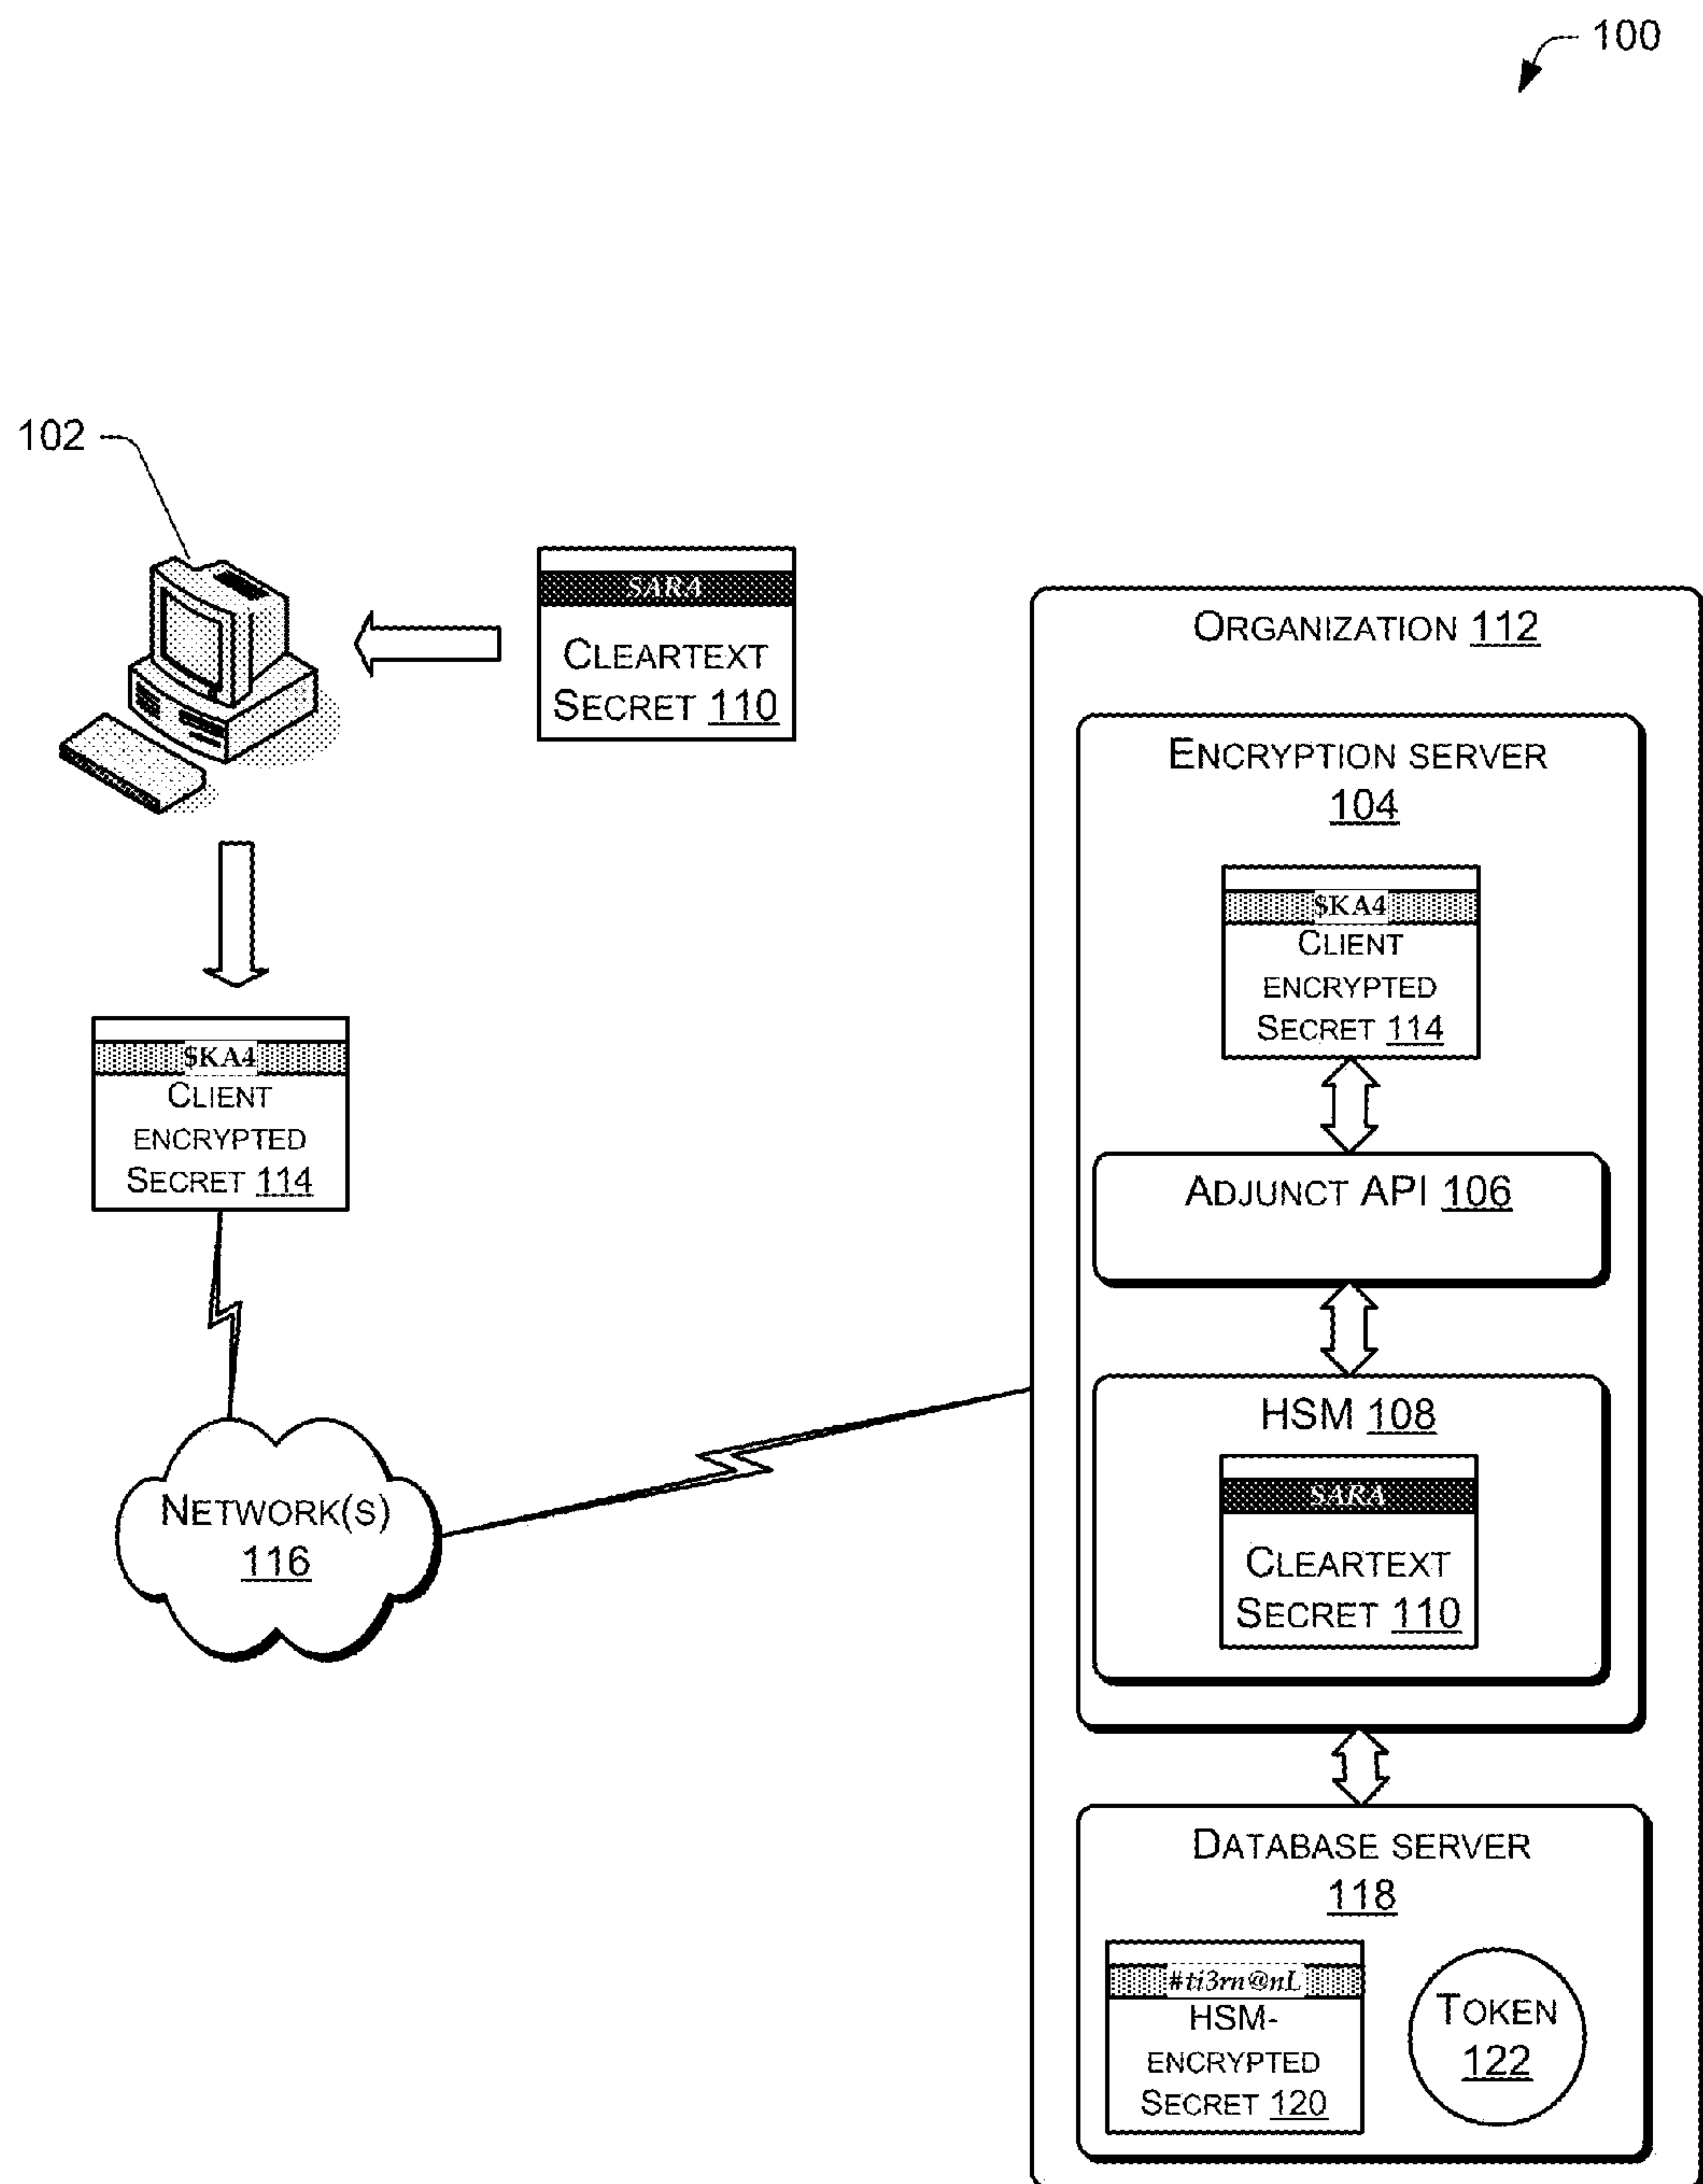 100
102
SARA
CLEARTEXT
SECRET 110
$KA4
CLIENT
ENCRYPTED
SECRET 114
NETWORK(S)
116
ORGANIZATION 112
ENCRYPTION SERVER
104
$KA4
CLIENT
ENCRYPTED
SECRET 114
ADJUNCT API 106
HSM 108
SARA
CLEARTEXT
SECRET 110
DATABASE SERVER
118
#ti3rn@nL
HSM-
ENCRYPTED
SECRET 120
TOKEN
122